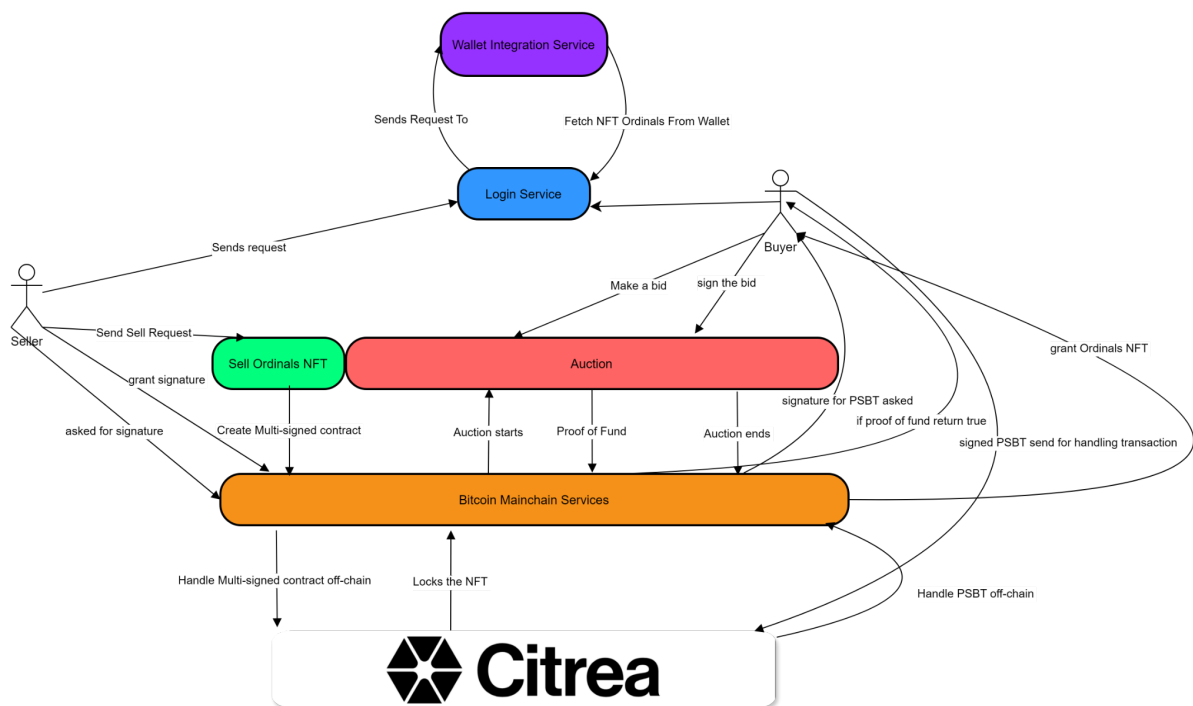 Wallet Integration Service
Sends Request To
Fetch NFT Ordinals From Wallet
Login Service
Sends request
Buyer
Make a bid
sign the bid
Send Sell Request
Seller
grant Ordinals NFT
Sell Ordinals NFT
Auction
grant signature
signature for PSBT asked
asked for signature
Create Multi-signed contract
Auction starts
Proof of Fund
Auction ends
if proof of fund return true
signed PSBT send for handling transaction
Bitcoin Mainchain Services
Handle Multi-signed contract off-chain
Locks the NFT
Handle PSBT off-chain
Citrea